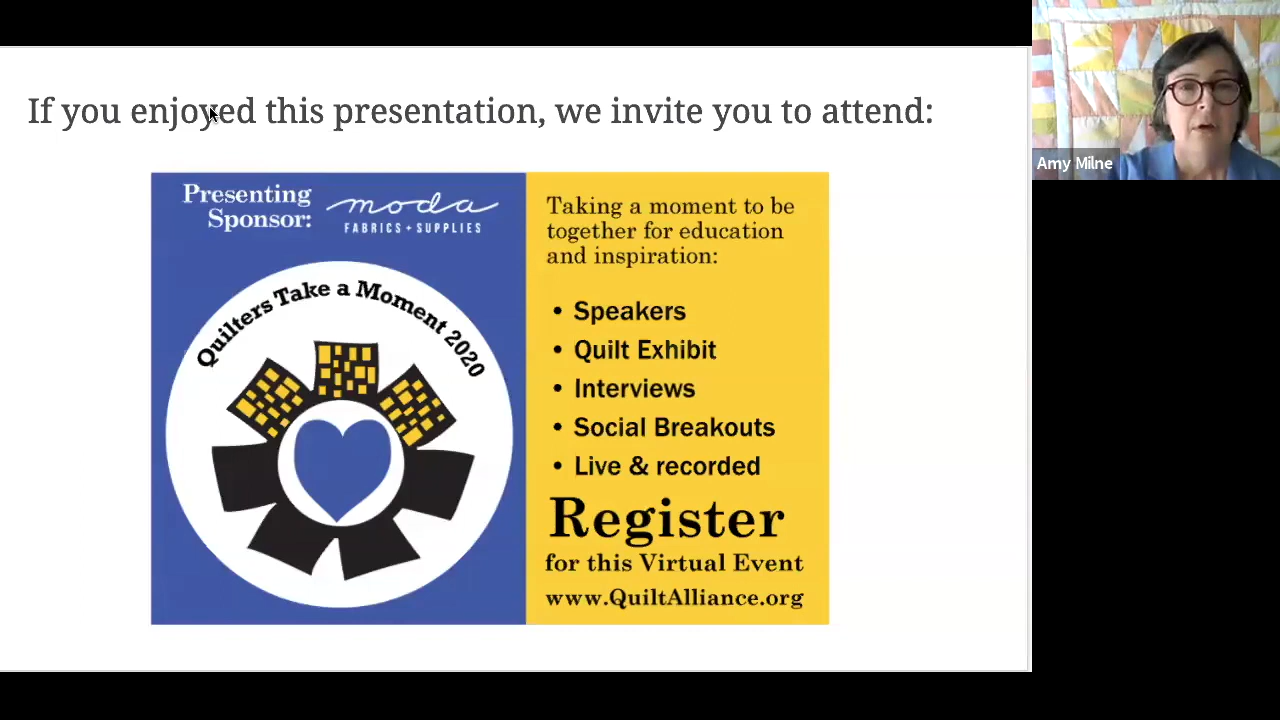 If you enjoyed this presentation, we invite you to attend:
Presenting
Sponsor:
moda
FABRICS + SUPPLIES
Quilters Take a Moment 2020
Taking a moment to be
together for education
and inspiration:
• Speakers
• Quilt Exhibit
• Interviews
• Social Breakouts
• Live & recorded
Register
for this Virtual Event
www.QuiltAlliance.org
Amy Milne